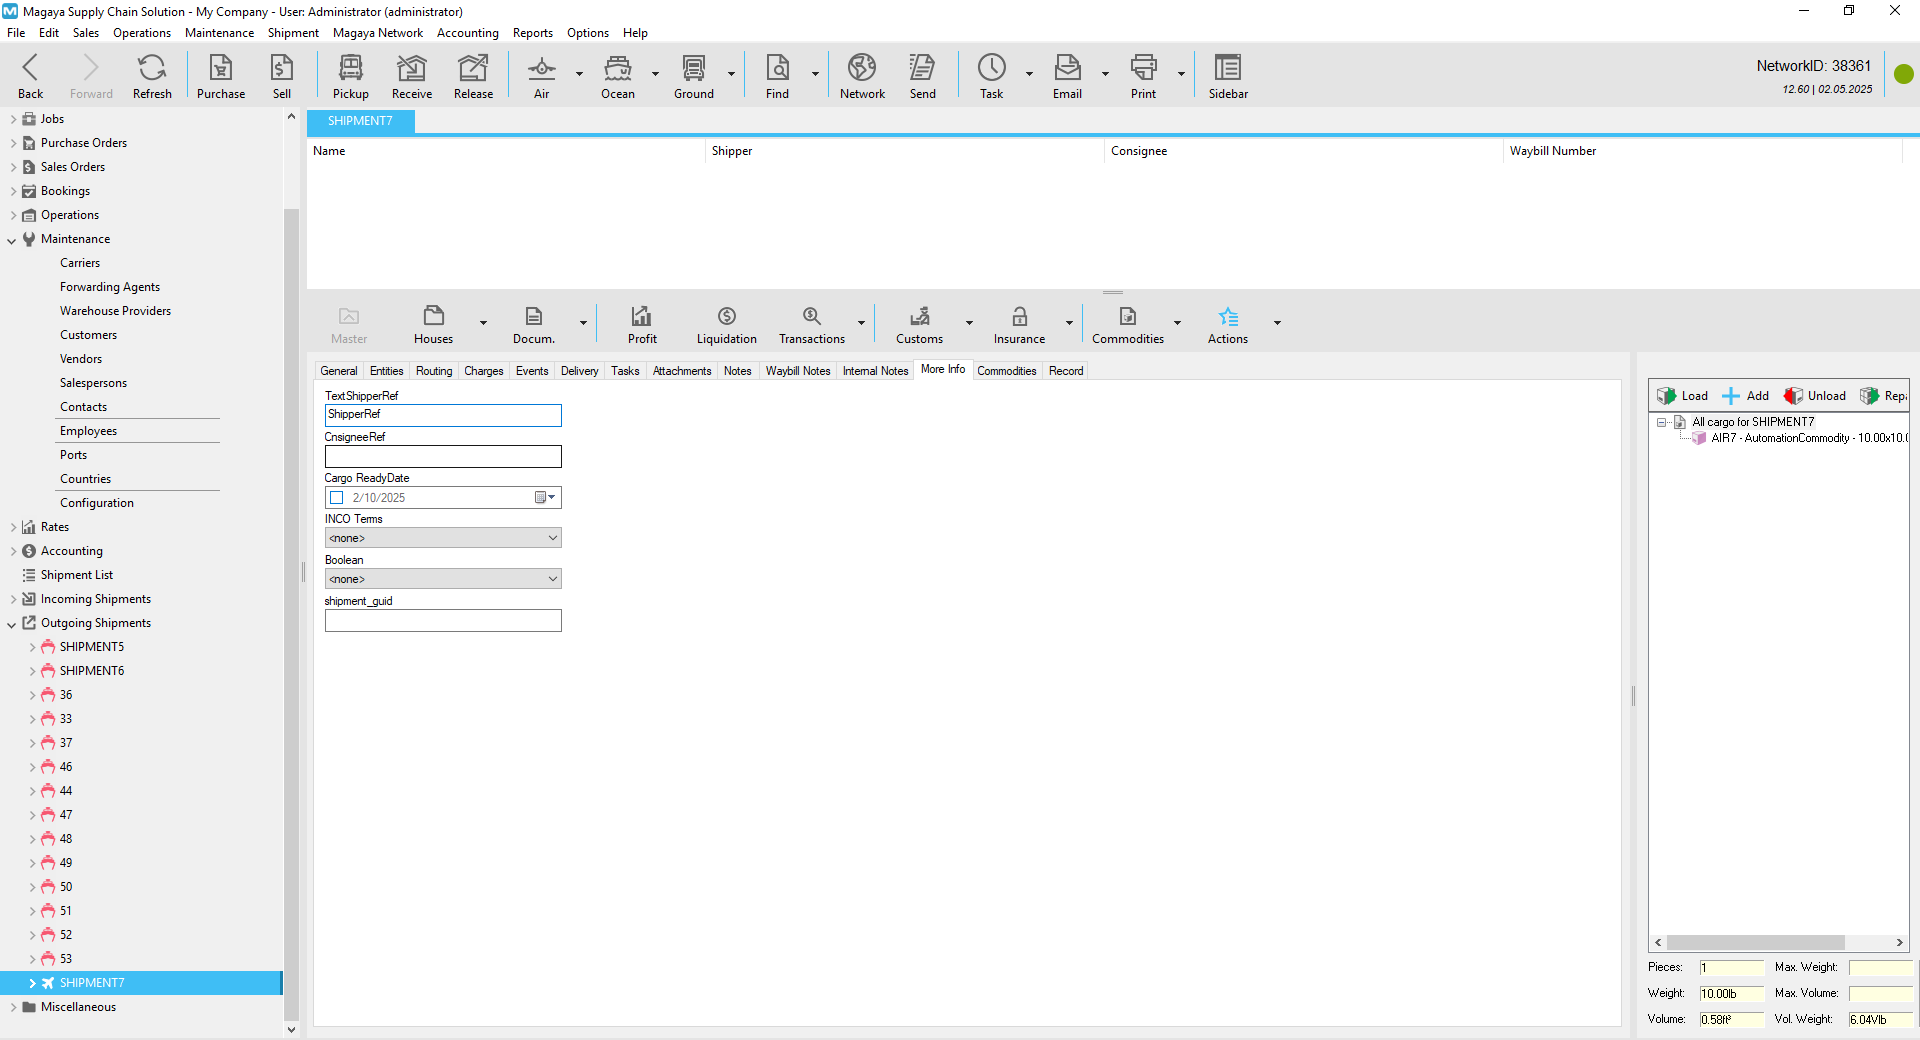 Magaya Supply Chain Solution - My Company - User: Administrator (administrator)
File Edit Sales Operations Maintenance Shipment Magaya Network Accounting Reports Options Help
Back Forward Refresh Purchase Sell Pickup Receive Release Air Ocean Ground Find Network Send Task Email Print Sidebar
NetworkID: 38361
12.60 | 02.05.2025
Jobs
Purchase Orders
Sales Orders
Bookings
Operations
Maintenance
Carriers
Forwarding Agents
Warehouse Providers
Customers
Vendors
Salespersons
Contacts
Employees
Ports
Countries
Configuration
Rates
Accounting
Shipment List
Incoming Shipments
Outgoing Shipments
SHIPMENT5
SHIPMENT6
36
33
37
46
44
47
48
49
50
51
52
53
SHIPMENT7
Miscellaneous
SHIPMENT7
Name Shipper Consignee Waybill Number
Master Houses Docum. Profit Liquidation Transactions Customs Insurance Commodities Actions
General Entities Routing Charges Events Delivery Tasks Attachments Notes Waybill Notes Internal Notes More Info Commodities Record
TextShipperRef
ShipperRef
CnsigneeRef
Cargo ReadyDate
2/10/2025
INCO Terms
<none>
Boolean
<none>
shipment_guid
Load Add Unload Repa
All cargo for SHIPMENT7
AIR7 - AutomationCommodity - 10.00x10.0
Pieces: 1 Max. Weight:
Weight: 10.00lb Max. Volume:
Volume: 0.58ft³ Vol. Weight: 6.04Vlb